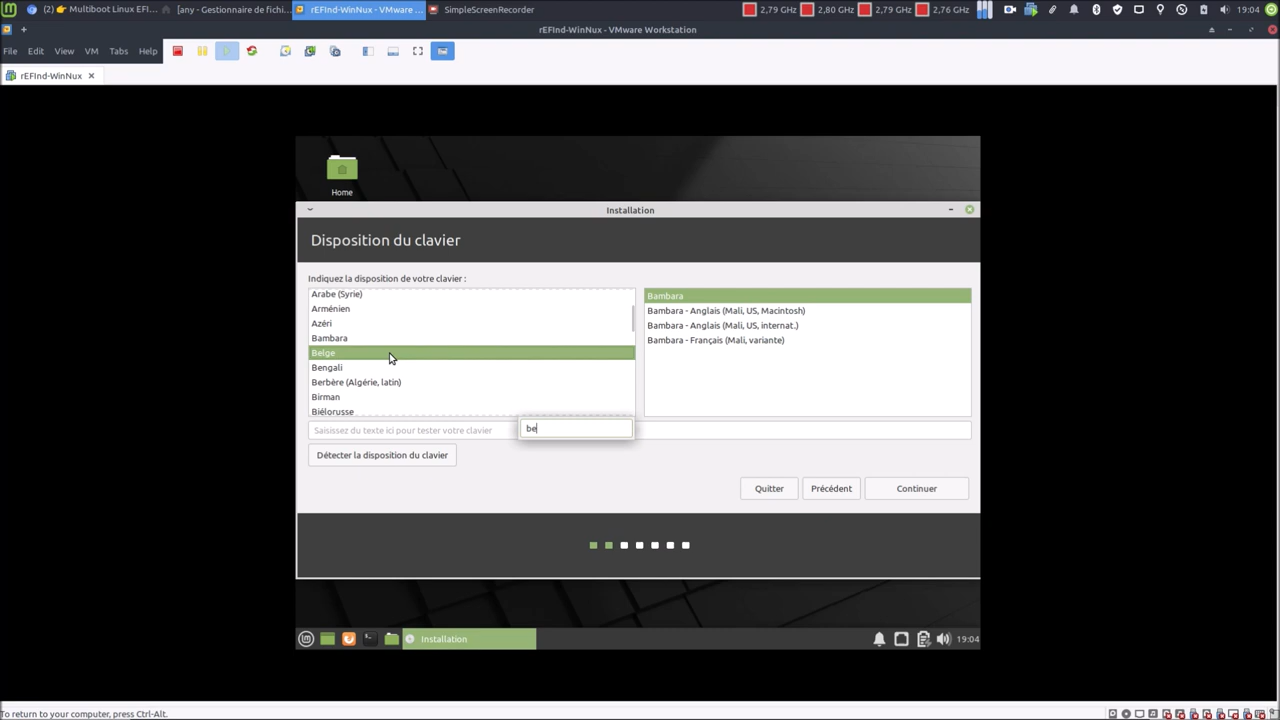 2) 👉 Multiboot Linux EFI...
[any - Gestionnaire de fichi...
rEFInd-WinNux – VMware ...
SimpleScreenRecorder
2,79 GHz
2,80 GHz
2,79 GHz
2,76 GHz
19:04
rEFInd-WinNux - VMware Workstation
File Edit View VM Tabs Help
rEFInd-WinNux
Home
Installation
Disposition du clavier
Indiquez la disposition de votre clavier :
Arabe (Syrie)
Arménien
Azéri
Bambara
Belge
Bengali
Berbère (Algérie, latin)
Birman
Biélorusse
Bambara
Bambara - Anglais (Mali, US, Macintosh)
Bambara - Anglais (Mali, US, internat.)
Bambara - Français (Mali, variante)
Saisissez du texte ici pour tester votre clavier
be
Détecter la disposition du clavier
Quitter
Précédent
Continuer
Installation
19:04
To return to your computer, press Ctrl-Alt.